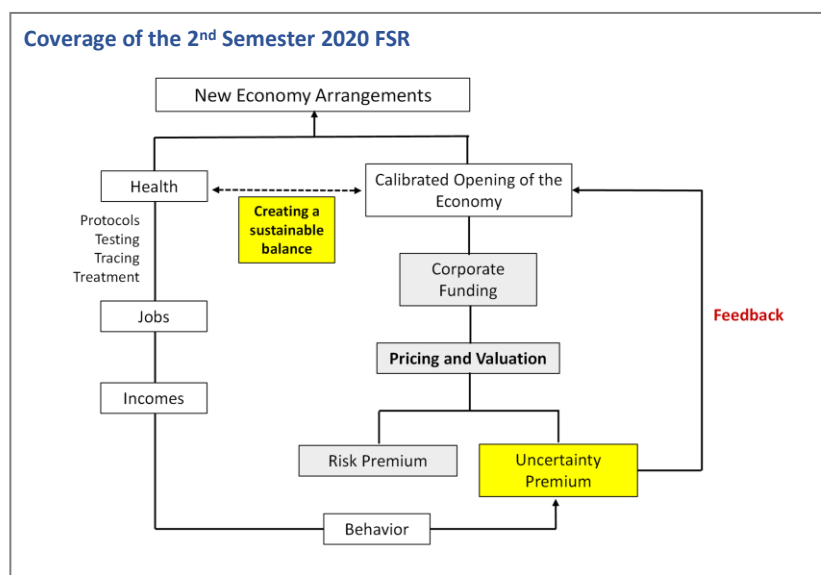 Coverage of the 2nd Semester 2020 FSR
New Economy Arrangements
Health
Calibrated Opening of the
Economy
Creating a
sustainable
balance
Protocols
Testing
Tracing
Treatment
Corporate
Funding
Jobs
Feedback
Pricing and Valuation
Incomes
Risk Premium
Uncertainty
Premium
Behavior